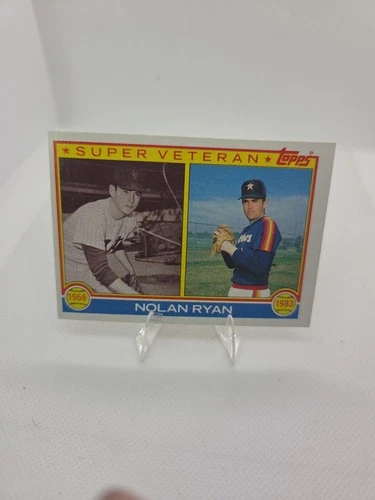 ★ SUPER VETERAN ★ Topps®
1966 NOLAN RYAN 1983